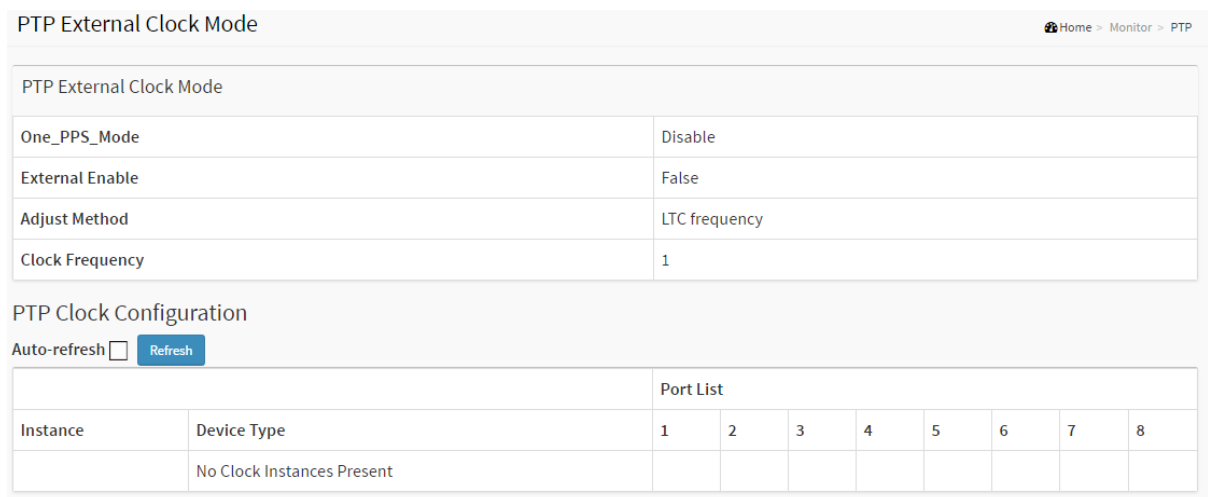 PTP External Clock Mode
Home > Monitor > PTP
PTP External Clock Mode
One_PPS_Mode Disable
External Enable False
Adjust Method LTC frequency
Clock Frequency 1
PTP Clock Configuration
Auto-refresh Refresh
Port List
Instance Device Type 1 2 3 4 5 6 7 8
No Clock Instances Present